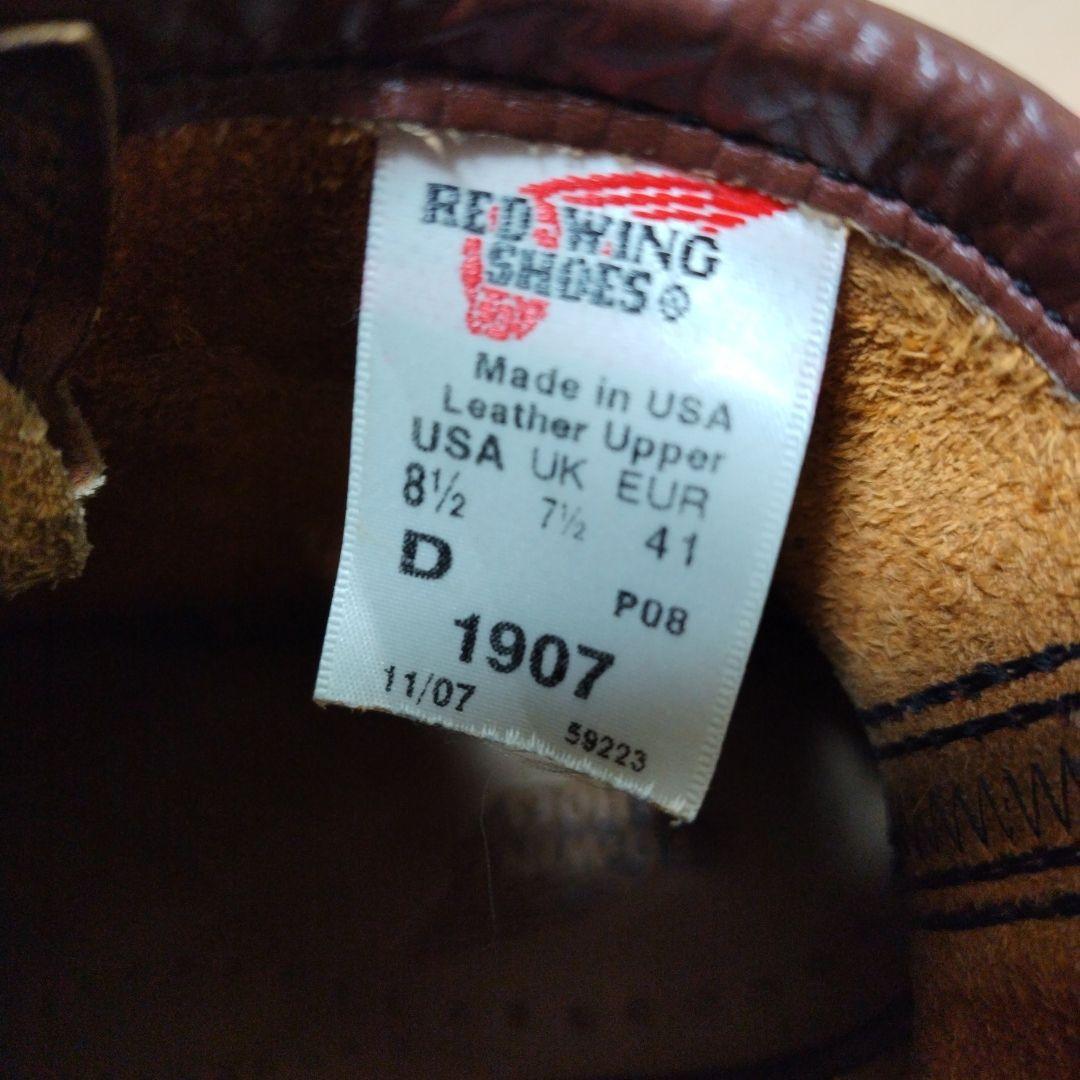 RED WING
SHOES
Made in USA
Leather Upper
USA UK EUR
8½ 7½ 41
D
P08
1907
11/07
59223